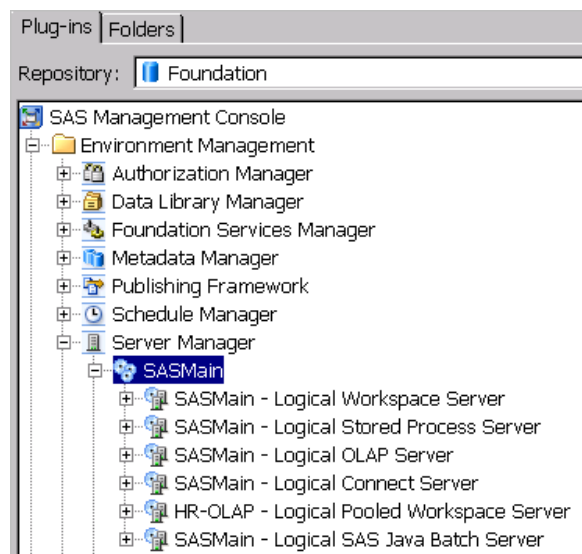 Plug-ins Folders
Repository: Foundation
SAS Management Console
Environment Management
Authorization Manager
Data Library Manager
Foundation Services Manager
Metadata Manager
Publishing Framework
Schedule Manager
Server Manager
SASMain
SASMain - Logical Workspace Server
SASMain - Logical Stored Process Server
SASMain - Logical OLAP Server
SASMain - Logical Connect Server
HR-OLAP - Logical Pooled Workspace Server
SASMain - Logical SAS Java Batch Server